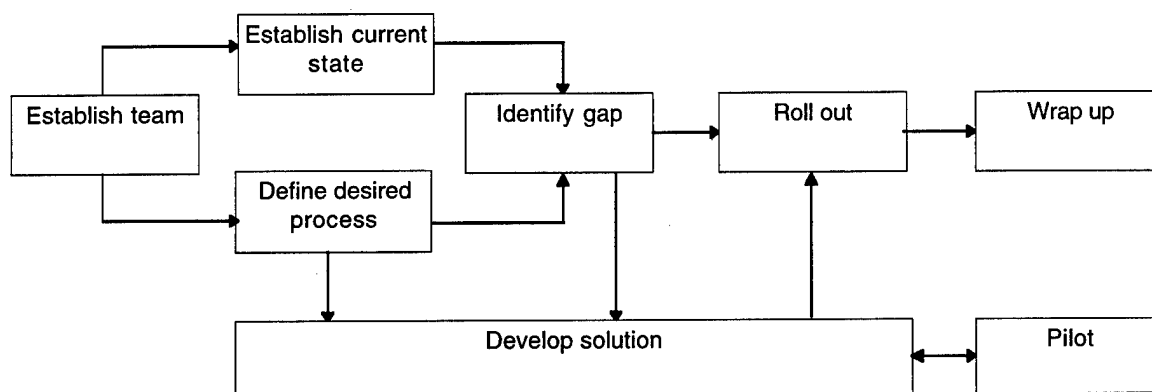 Establish current
state
Establish team
Identify gap
Roll out
Wrap up
Define desired
process
Develop solution
Pilot